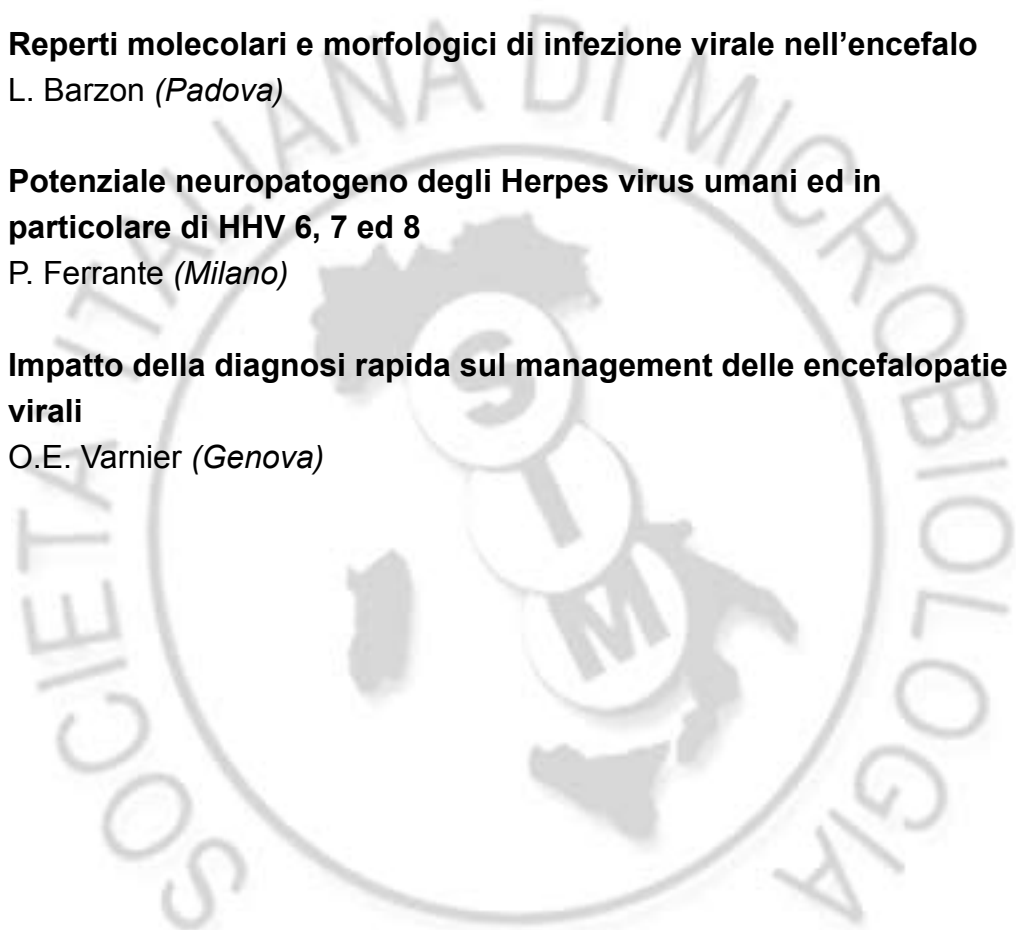 Reperti molecolari e morfologici di infezione virale nell’encefalo
L. Barzon (Padova)
Potenziale neuropatogeno degli Herpes virus umani ed in
particolare di HHV 6, 7 ed 8
P. Ferrante (Milano)
Impatto della diagnosi rapida sul management delle encefalopatie
virali
O.E. Varnier (Genova)
SOCIETA' ITALIANA DI MICROBIOLOGIA
S
I
M